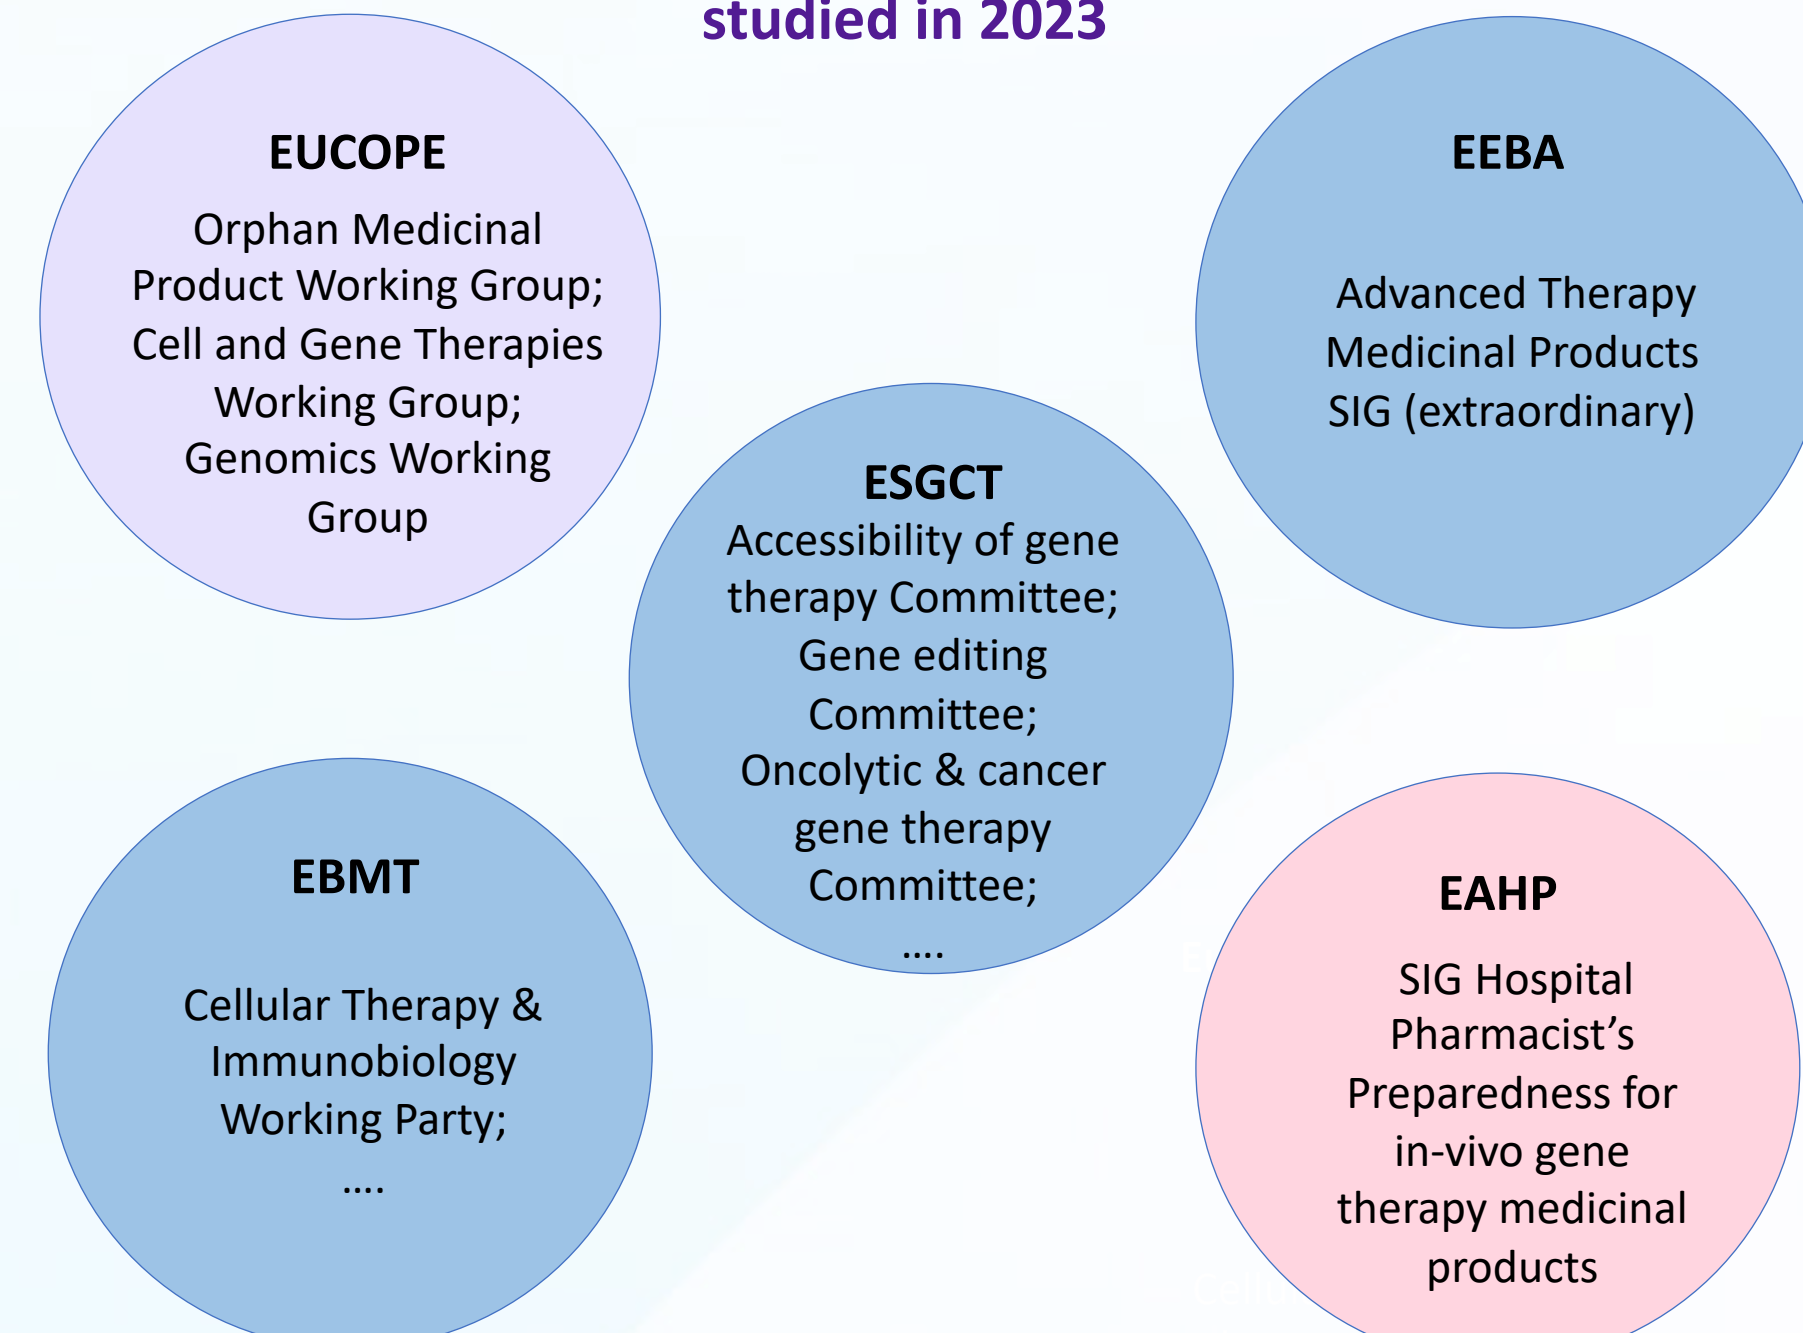 studied in 2023
EUCOPE
Orphan Medicinal
Product Working Group;
Cell and Gene Therapies
Working Group;
Genomics Working
Group
EEBA
Advanced Therapy
Medicinal Products
SIG (extraordinary)
ESGCT
Accessibility of gene
therapy Committee;
Gene editing
Committee;
Oncolytic & cancer
gene therapy
Committee;
....
EBMT
Cellular Therapy &
Immunobiology
Working Party;
....
EAHP
SIG Hospital
Pharmacist’s
Preparedness for
in-vivo gene
therapy medicinal
products